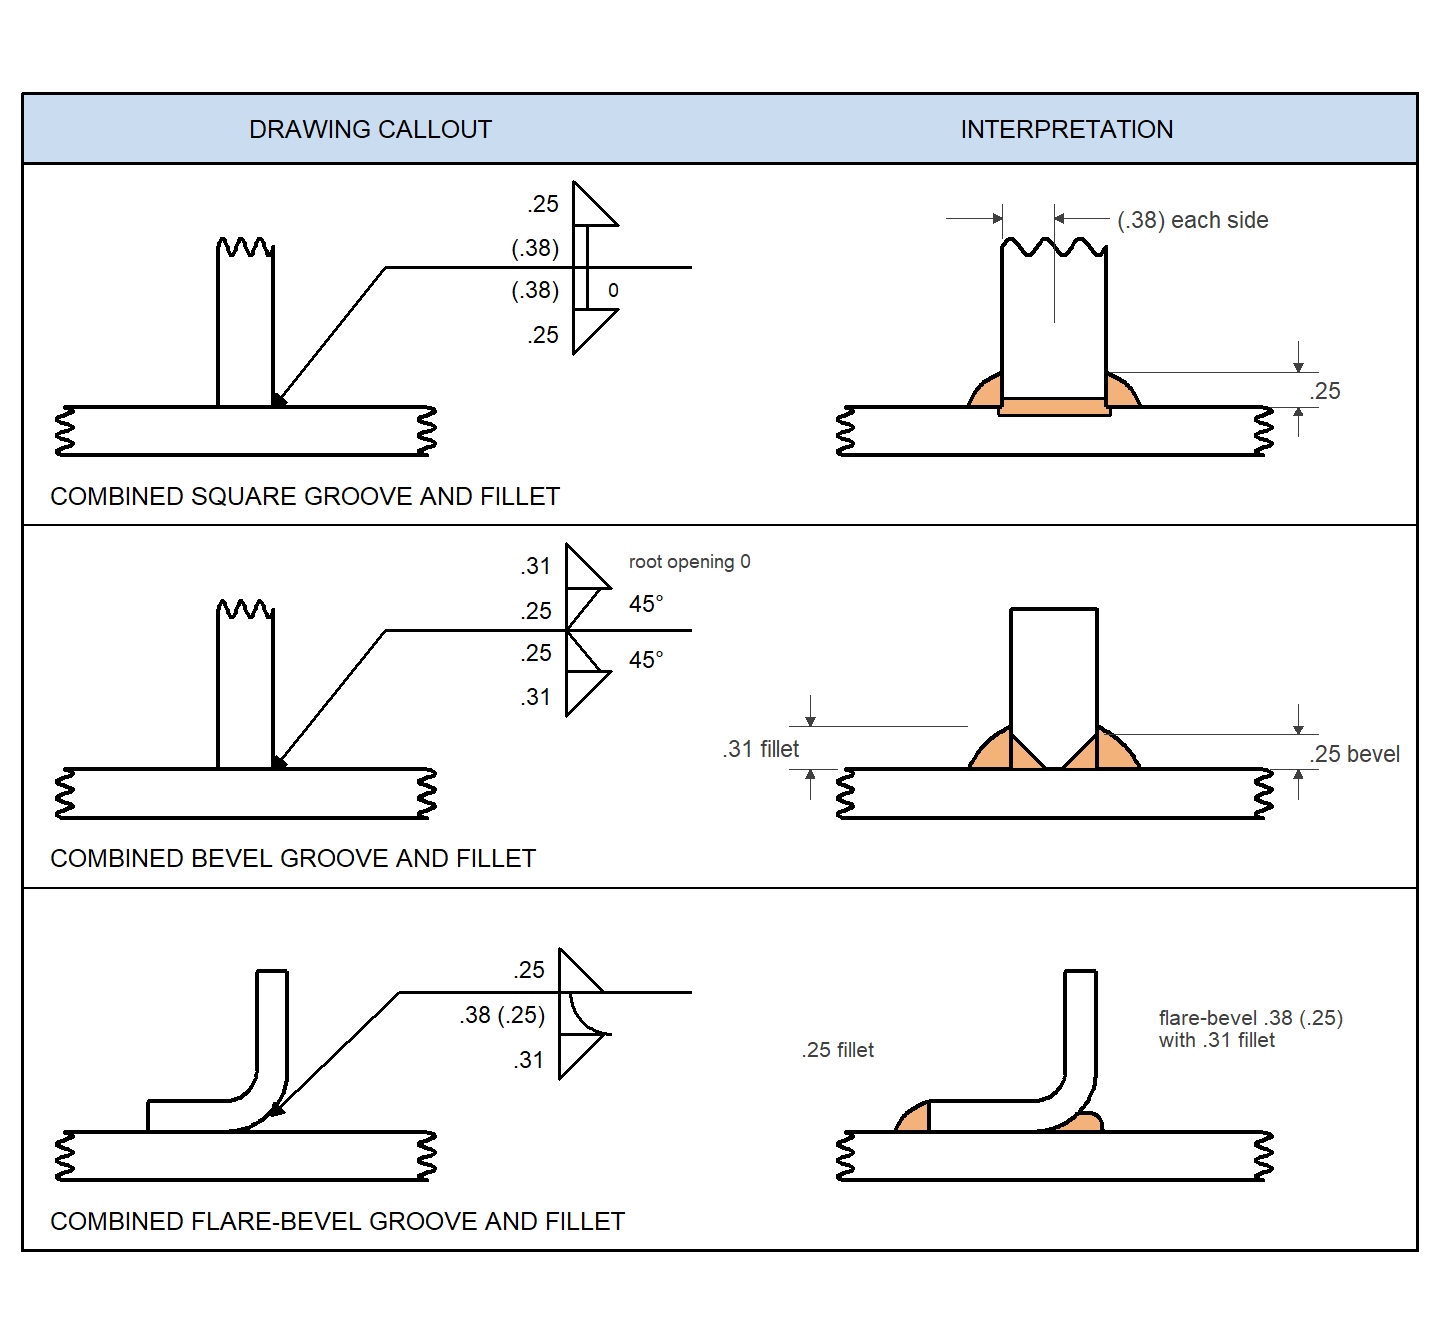 DRAWING CALLOUT
INTERPRETATION
.25
(.38)
(.38)
0
.25
(.38) each side
.25
COMBINED SQUARE GROOVE AND FILLET
.31
root opening 0
.25
45°
.25
45°
.31
.31 fillet
.25 bevel
COMBINED BEVEL GROOVE AND FILLET
.25
.38 (.25)
.31
.25 fillet
flare-bevel .38 (.25)
with .31 fillet
COMBINED FLARE-BEVEL GROOVE AND FILLET